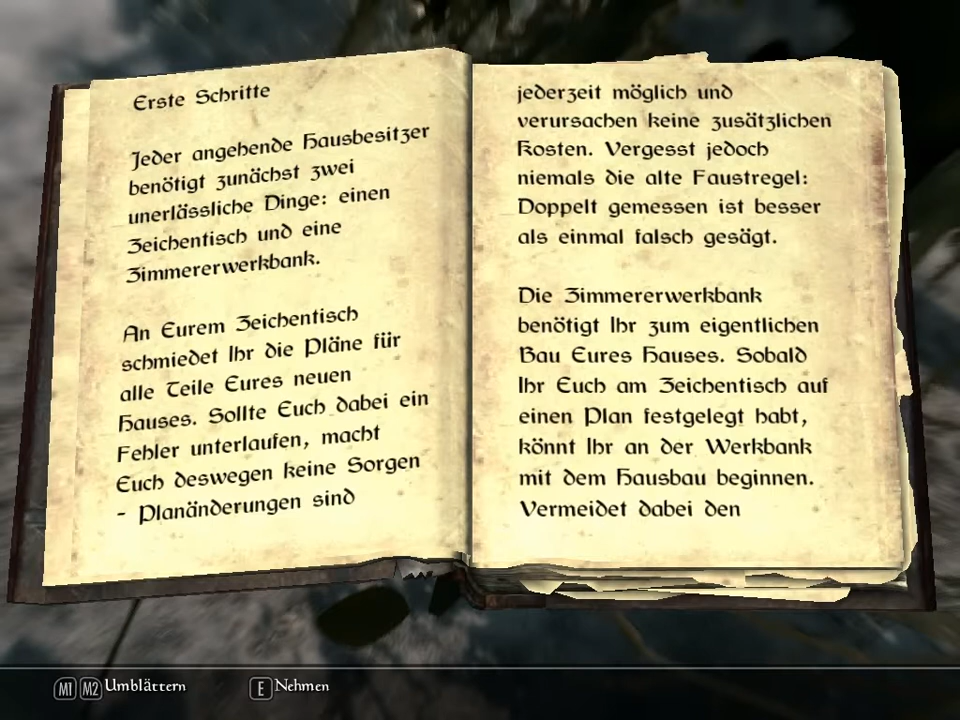 Erste Schritte
Jeder angehende Hausbesitzer
benötigt zunächst zwei
unerlässliche Dinge: einen
Zeichentisch und eine
Zimmererwerkbank.
An Eurem Zeichentisch
schmiedet Ihr die Pläne für
alle Teile Eures neuen
Hauses. Sollte Euch dabei ein
Fehler unterlaufen, macht
Euch deswegen keine Sorgen
- Planänderungen sind
jederzeit möglich und
verursachen keine zusätzlichen
Kosten. Vergesst jedoch
niemals die alte Faustregel:
Doppelt gemessen ist besser
als einmal falsch gesägt.
Die Zimmererwerkbank
benötigt Ihr zum eigentlichen
Bau Eures Hauses. Sobald
Ihr Euch am Zeichentisch auf
einen Plan festgelegt habt,
könnt Ihr an der Werkbank
mit dem Hausbau beginnen.
Vermeidet dabei den
M1 M2 Umblättern
E Nehmen